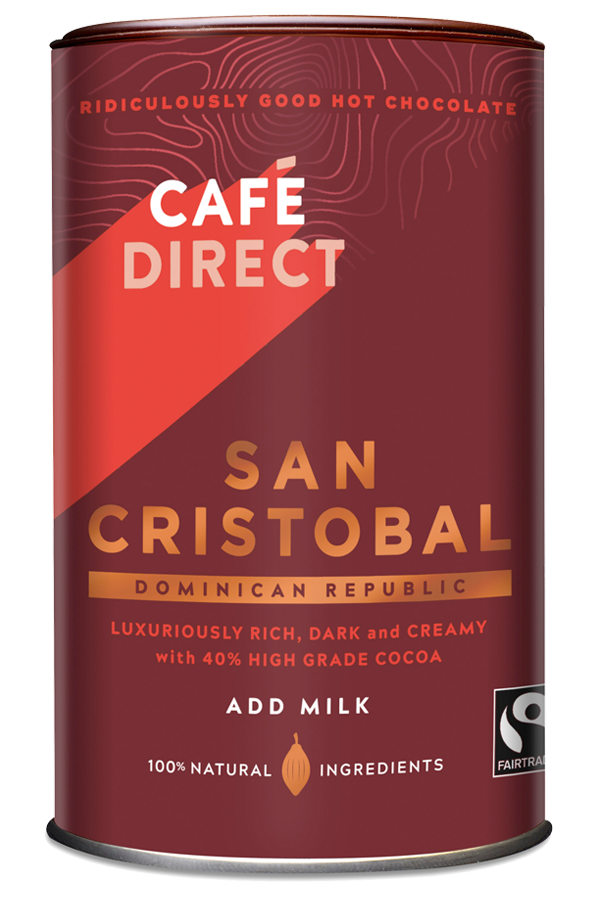 RIDICULOUSLY GOOD HOT CHOCOLATE
CAFÉ
DIRECT
SAN
CRISTOBAL
DOMINICAN REPUBLIC
LUXURIOUSLY RICH, DARK and CREAMY
with 40% HIGH GRADE COCOA
ADD MILK
100% NATURAL INGREDIENTS
FAIRTRAD